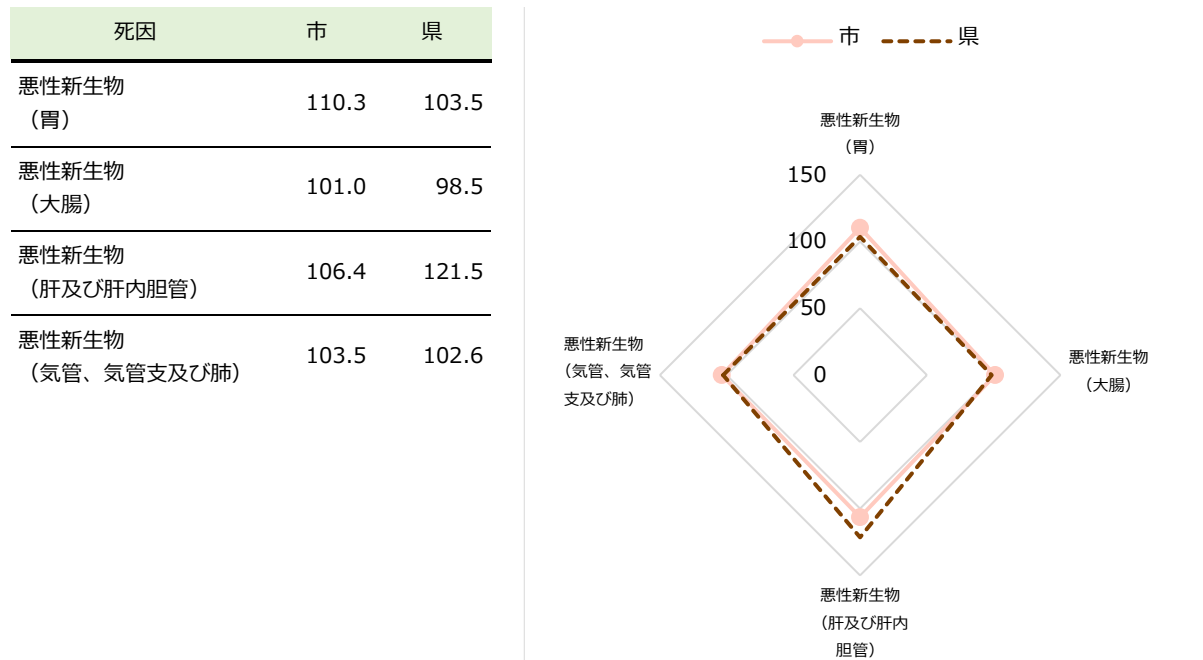 死因 市 県
悪性新生物
（胃）
110.3 103.5
悪性新生物
（大腸）
101.0 98.5
悪性新生物
（肝及び肝内胆管）
106.4 121.5
悪性新生物
（気管、気管支及び肺）
103.5 102.6
市 県
悪性新生物
（胃）
150
100
50
0
悪性新生物
（大腸）
悪性新生物
（肝及び肝内
胆管）
悪性新生物
（気管、気管
支及び肺）